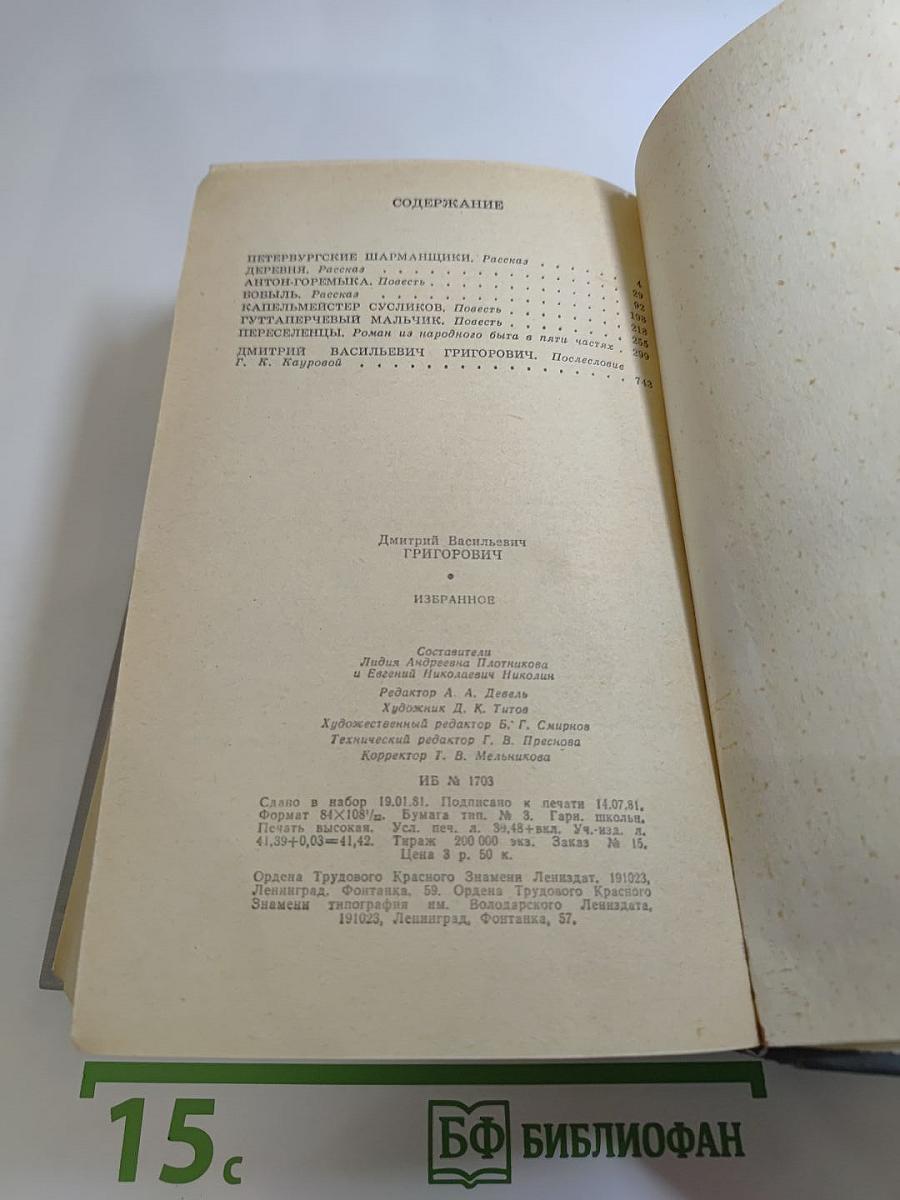 СОДЕРЖАНИЕ
ПЕТЕРБУРГСКИЕ ШАРМАНЩИКИ. Рассказ . . . . . . 4
ДЕРЕВНЯ. Рассказ . . . . . . . . . . . . . 29
АНТОН-ГОРЕМЫКА. Повесть . . . . . . . . . . 92
БОБЫЛЬ. Рассказ . . . . . . . . . . . . . 193
КАПЕЛЬМЕЙСТЕР СУСЛИКОВ. Повесть . . . . . . . 218
ГУТТАПЕРЧЕВЫЙ МАЛЬЧИК. Повесть . . . . . . . 255
ПЕРЕСЕЛЕНЦЫ. Роман из народного быта в пяти частях . 299
ДМИТРИЙ ВАСИЛЬЕВИЧ ГРИГОРОВИЧ. Послесловие
Г. К. Кауровой . . . . . . . . . . . . . . 743
Дмитрий Васильевич
ГРИГОРОВИЧ
ИЗБРАННОЕ
Составители
Лидия Андреевна Плотникова
и Евгений Николаевич Николин
Редактор А. А. Девель
Художник Д. К. Титов
Художественный редактор Б. Г. Смирнов
Технический редактор Г. В. Преснова
Корректор Т. В. Мельникова
ИБ № 1703
Сдано в набор 19.01.81. Подписано к печати 14.07.81.
Формат 84×108¹/₃₂. Бумага тип. № 3. Гарн. школьн.
Печать высокая. Усл. печ. л. 39,48+вкл. Уч.-изд. л.
41,39+0,03=41,42. Тираж 200 000 экз. Заказ № 15.
Цена 3 р. 50 к.
Ордена Трудового Красного Знамени Лениздат, 191023,
Ленинград, Фонтанка, 59. Ордена Трудового Красного
Знамени типография им. Володарского Лениздата,
191023, Ленинград, Фонтанка, 57.
15 с
БФ БИБЛИОФАН